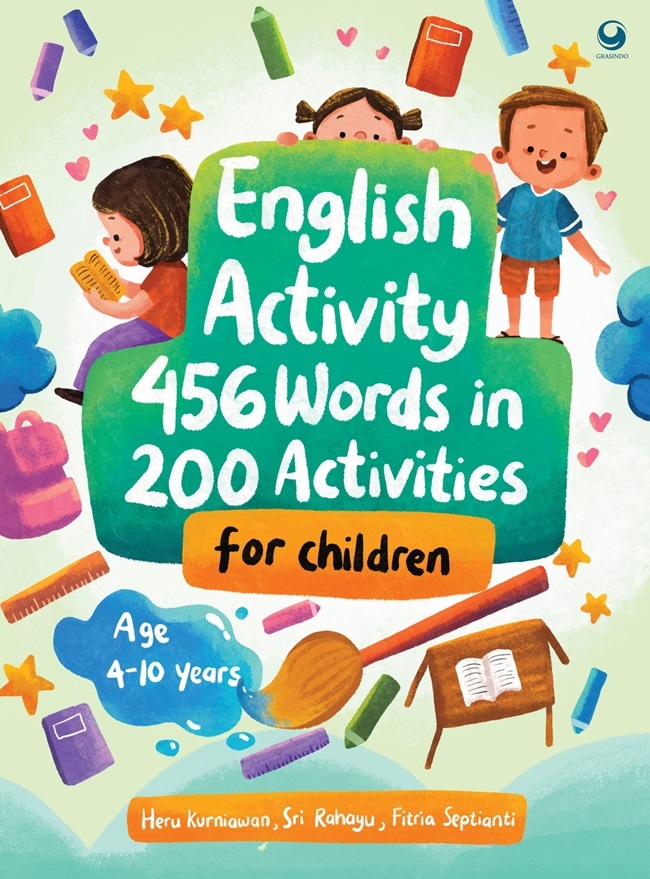 GRASINDO
English
Activity
456 Words in
200 Activities
for children
Age
4-10 years
Heru Kurniawan, Sri Rahayu, Fitria Septianti